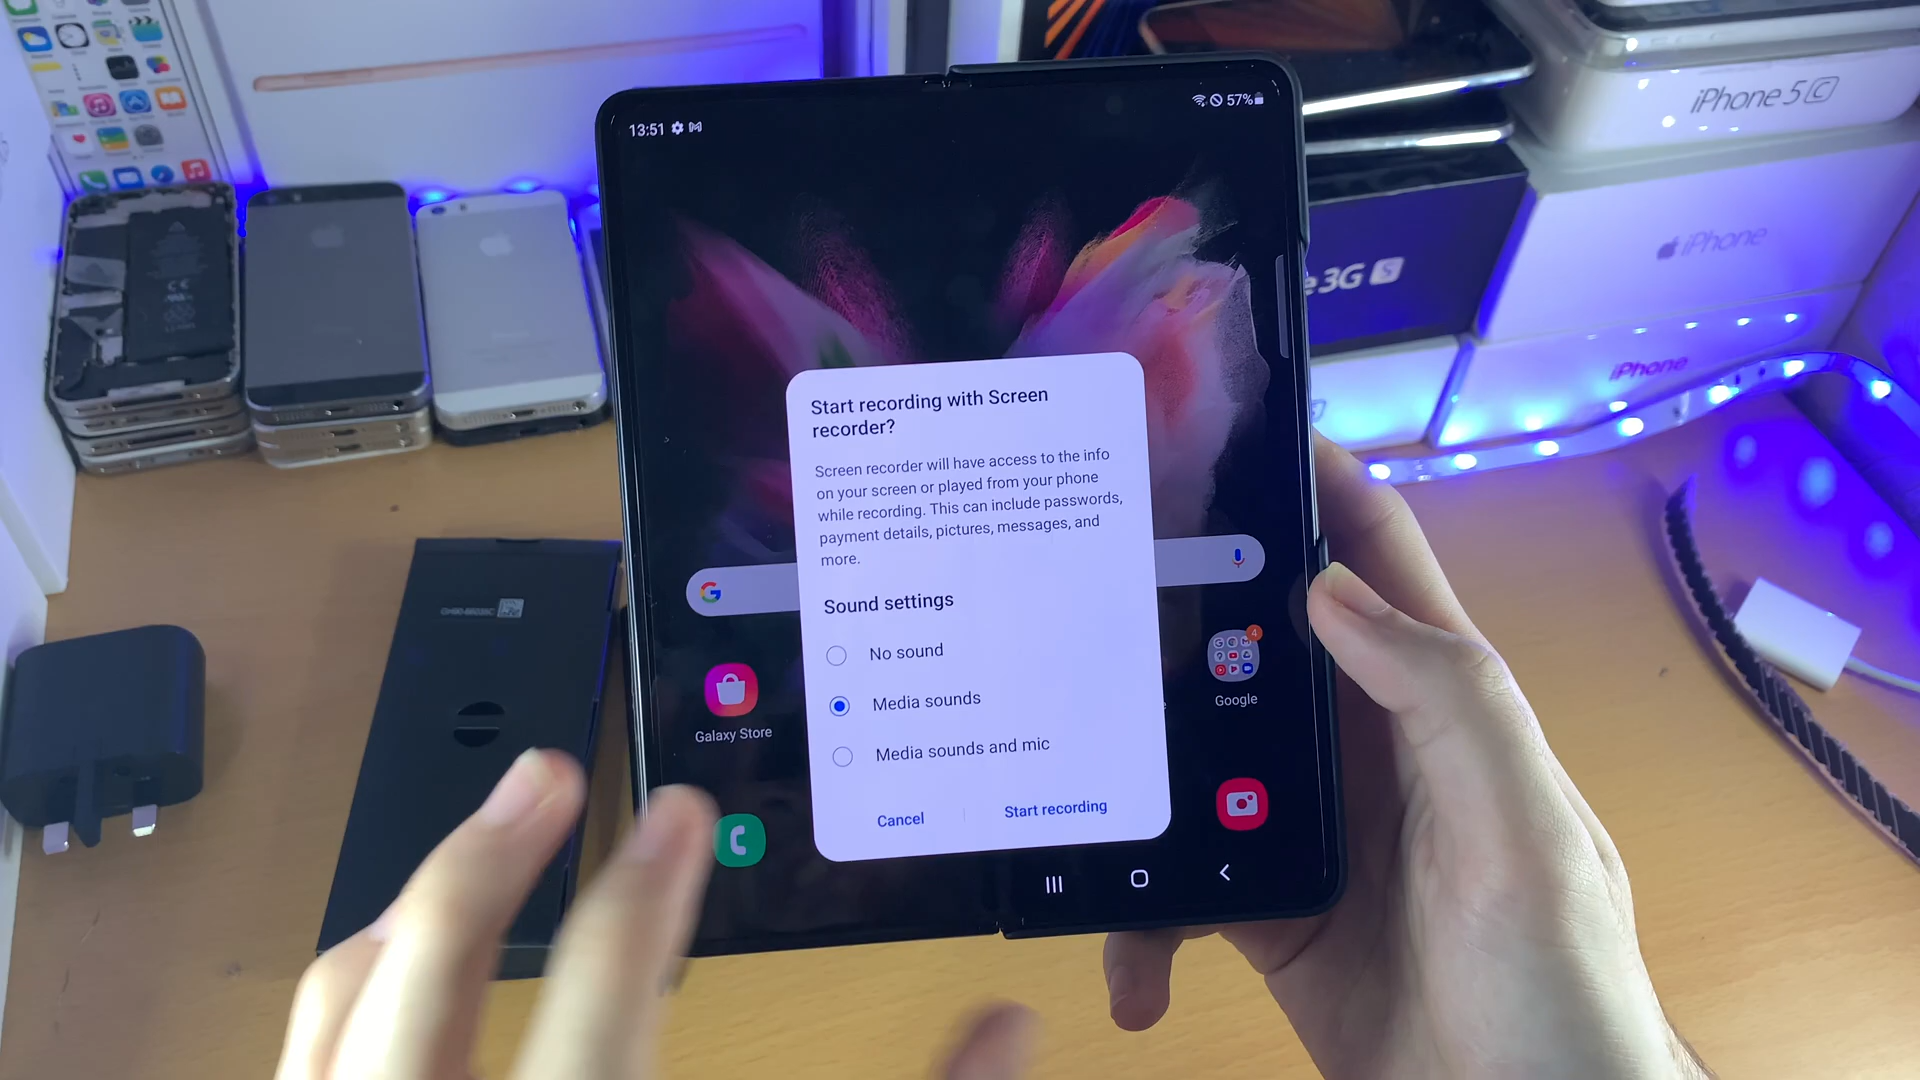 iPhone 5c
13:51
57%
e 3G S
iPhone
iPhone
Start recording with Screen
recorder?
Screen recorder will have access to the info
on your screen or played from your phone
while recording. This can include passwords,
payment details, pictures, messages, and
more.
Sound settings
No sound
Media sounds
Media sounds and mic
Cancel
Start recording
Galaxy Store
4
Google